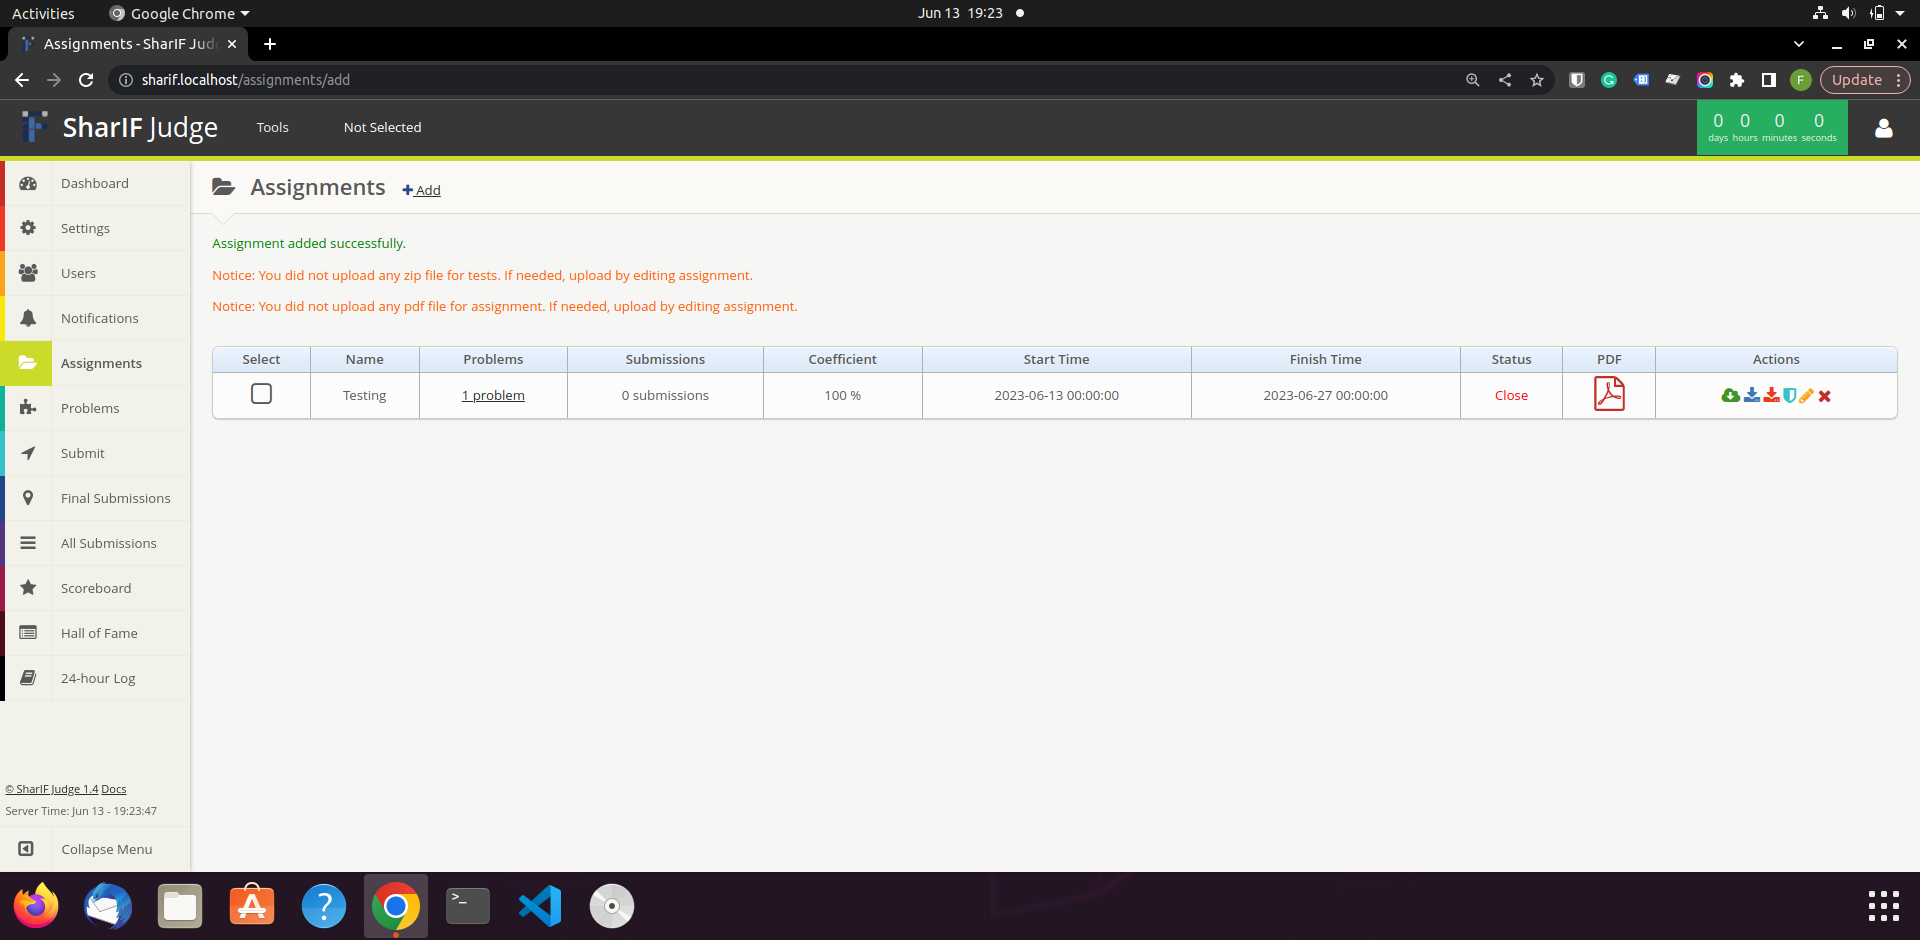 Activities Google Chrome Jun 13 19:23
Assignments - SharIF Jud
sharif.localhost/assignments/add F Update
SharIF Judge Tools Not Selected 0 0 0 0
days hours minutes seconds
Dashboard
Settings
Users
Notifications
Assignments
Problems
Submit
Final Submissions
All Submissions
Scoreboard
Hall of Fame
24-hour Log
© SharIF Judge 1.4 Docs
Server Time: Jun 13 - 19:23:47
Collapse Menu
Assignments Add
Assignment added successfully.
Notice: You did not upload any zip file for tests. If needed, upload by editing assignment.
Notice: You did not upload any pdf file for assignment. If needed, upload by editing assignment.
Select Name Problems Submissions Coefficient Start Time Finish Time Status PDF Actions
Testing 1 problem 0 submissions 100 % 2023-06-13 00:00:00 2023-06-27 00:00:00 Close